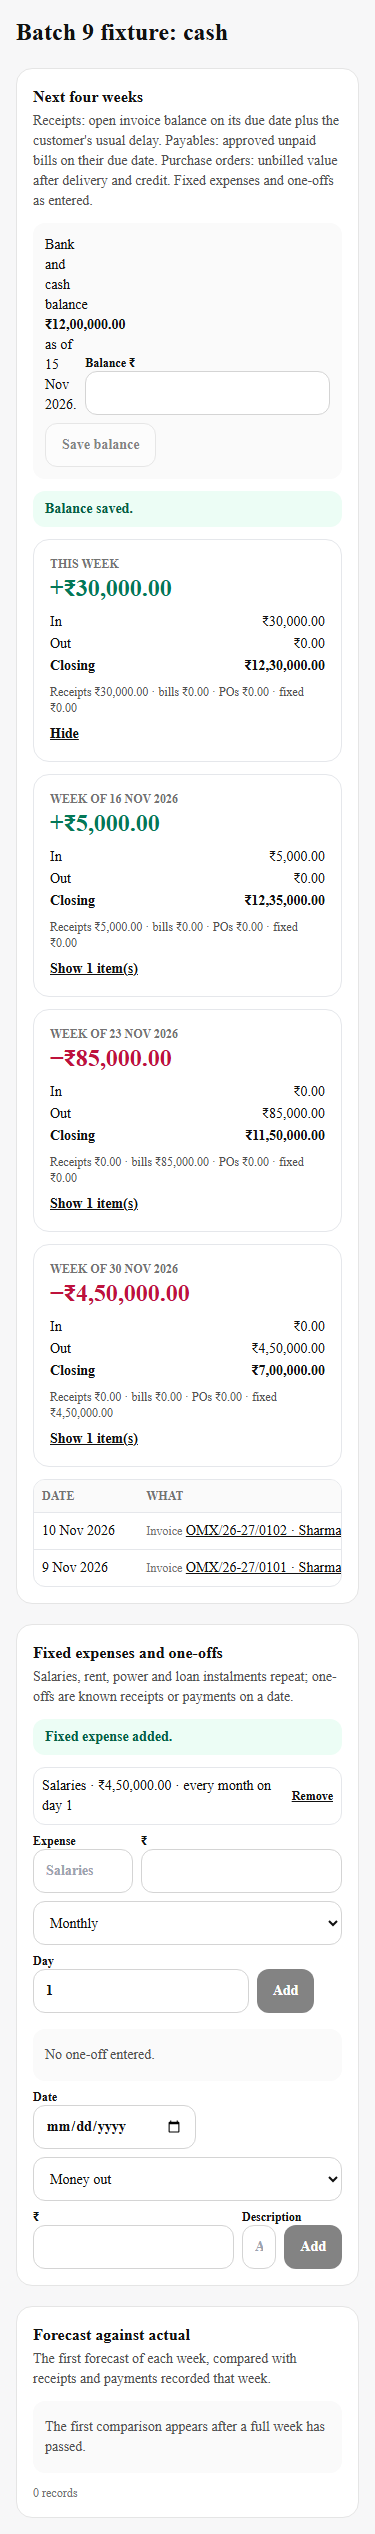 Batch 9 fixture: cash
Next four weeks
Receipts: open invoice balance on its due date plus the
customer's usual delay. Payables: approved unpaid
bills on their due date. Purchase orders: unbilled value
after delivery and credit. Fixed expenses and one-offs
as entered.
Bank
and
cash
balance
₹12,00,000.00
as of
15
Nov
2026.
Balance ₹
Save balance
Balance saved.
THIS WEEK
+₹30,000.00
In ₹30,000.00
Out ₹0.00
Closing ₹12,30,000.00
Receipts ₹30,000.00 · bills ₹0.00 · POs ₹0.00 · fixed
₹0.00
Hide
WEEK OF 16 NOV 2026
+₹5,000.00
In ₹5,000.00
Out ₹0.00
Closing ₹12,35,000.00
Receipts ₹5,000.00 · bills ₹0.00 · POs ₹0.00 · fixed
₹0.00
Show 1 item(s)
WEEK OF 23 NOV 2026
−₹85,000.00
In ₹0.00
Out ₹85,000.00
Closing ₹11,50,000.00
Receipts ₹0.00 · bills ₹85,000.00 · POs ₹0.00 · fixed
₹0.00
Show 1 item(s)
WEEK OF 30 NOV 2026
−₹4,50,000.00
In ₹0.00
Out ₹4,50,000.00
Closing ₹7,00,000.00
Receipts ₹0.00 · bills ₹0.00 · POs ₹0.00 · fixed
₹4,50,000.00
Show 1 item(s)
DATE WHAT
10 Nov 2026 Invoice OMX/26-27/0102 · Sharma
9 Nov 2026 Invoice OMX/26-27/0101 · Sharma
Fixed expenses and one-offs
Salaries, rent, power and loan instalments repeat; one-
offs are known receipts or payments on a date.
Fixed expense added.
Salaries · ₹4,50,000.00 · every month on
day 1
Remove
Expense ₹
Salaries
Monthly
Day
1 Add
No one-off entered.
Date
mm/dd/yyyy
Money out
₹ Description
A Add
Forecast against actual
The first forecast of each week, compared with
receipts and payments recorded that week.
The first comparison appears after a full week has
passed.
0 records